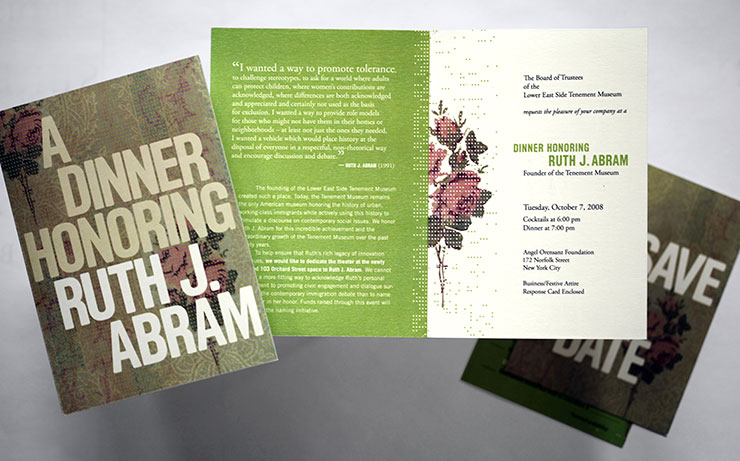 A
DINNER
HONORING
RUTH J.
ABRAM
“I wanted a way to promote tolerance,
to challenge stereotypes, to ask for a world where adults
can protect children, where women's contributions are
acknowledged, where differences are both acknowledged
and appreciated and certainly not used as the basis
for exclusion. I wanted a way to provide role models
for those who might not have them in their homes or
neighborhoods – at least not just the ones they needed.
I wanted a vehicle which would place history at the
disposal of everyone in a respectful, non-rhetorical way
and encourage discussion and debate.”
— RUTH J. ABRAM (1992)
The founding of the Lower East Side Tenement Museum
created such a place. Today, the Tenement Museum remains
the only American museum honoring the history of urban,
working-class immigrants while actively using this history to
stimulate a discourse on contemporary social issues. We honor
J. Abram for this incredible achievement and the
growth of the Tenement Museum over the past
years.
To help ensure that Ruth's rich legacy of innovation
we would like to dedicate the theater at the newly
103 Orchard Street space to Ruth J. Abram. We cannot
a more fitting way to acknowledge Ruth's personal
to promoting civic engagement and dialogue
the contemporary immigration debate than to name
in her honor. Funds raised through this event will
the naming initiative.
The Board of Trustees
of the
Lower East Side Tenement Museum
requests the pleasure of your company at a
DINNER HONORING
RUTH J. ABRAM
Founder of the Tenement Museum
Tuesday, October 7, 2008
Cocktails at 6:00 pm
Dinner at 7:00 pm
Angel Orensanz Foundation
172 Norfolk Street
New York City
Business/Festive Attire
Response Card Enclosed
SAVE
DATE